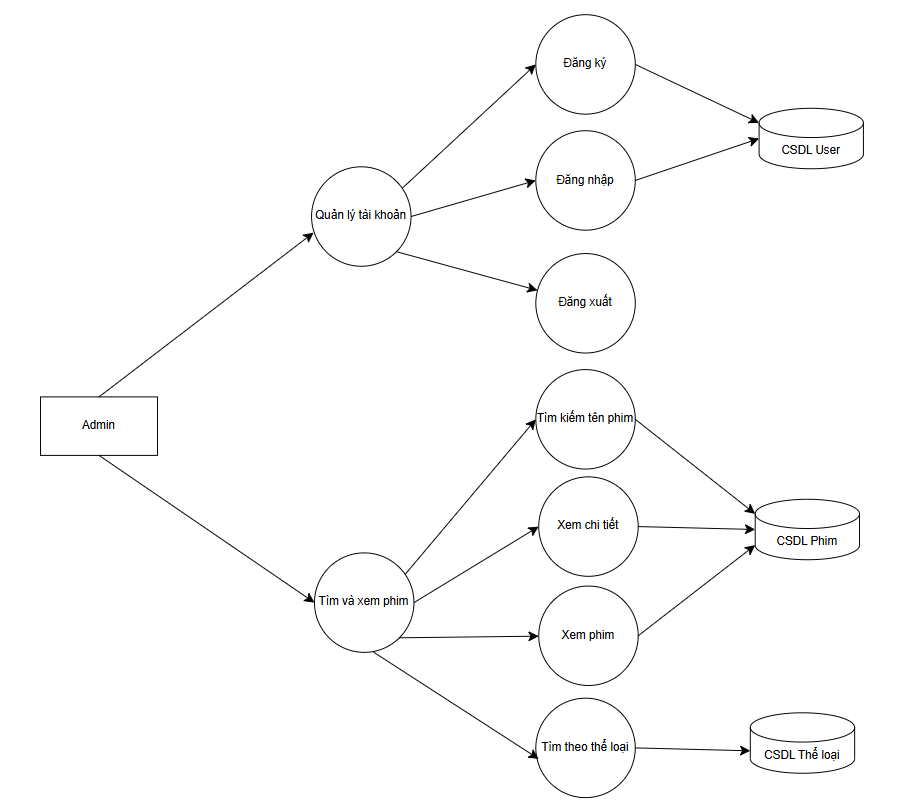 Đăng ký
CSDL User
Đăng nhập
Quản lý tài khoản
Đăng xuất
Admin
Tìm kiếm tên phim
Xem chi tiết
CSDL Phim
Tìm và xem phim
Xem phim
Tìm theo thể loại
CSDL Thể loại